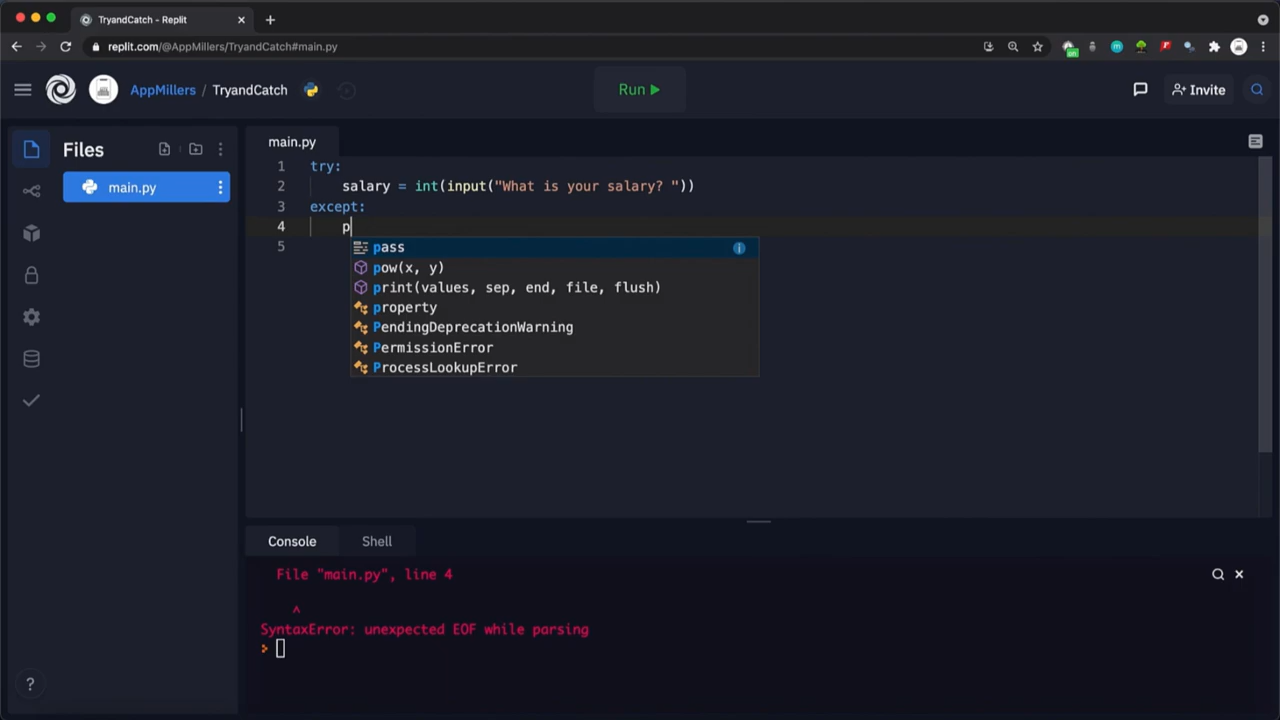 TryandCatch - Replit
replit.com/@AppMillers/TryandCatch#main.py
on
AppMillers / TryandCatch
Run
Invite
Files
main.py
main.py
1 try:
2 salary = int(input("What is your salary? "))
3 except:
4 p
5
pass
pow(x, y)
print(values, sep, end, file, flush)
property
PendingDeprecationWarning
PermissionError
ProcessLookupError
Console Shell
File "main.py", line 4
^
SyntaxError: unexpected EOF while parsing